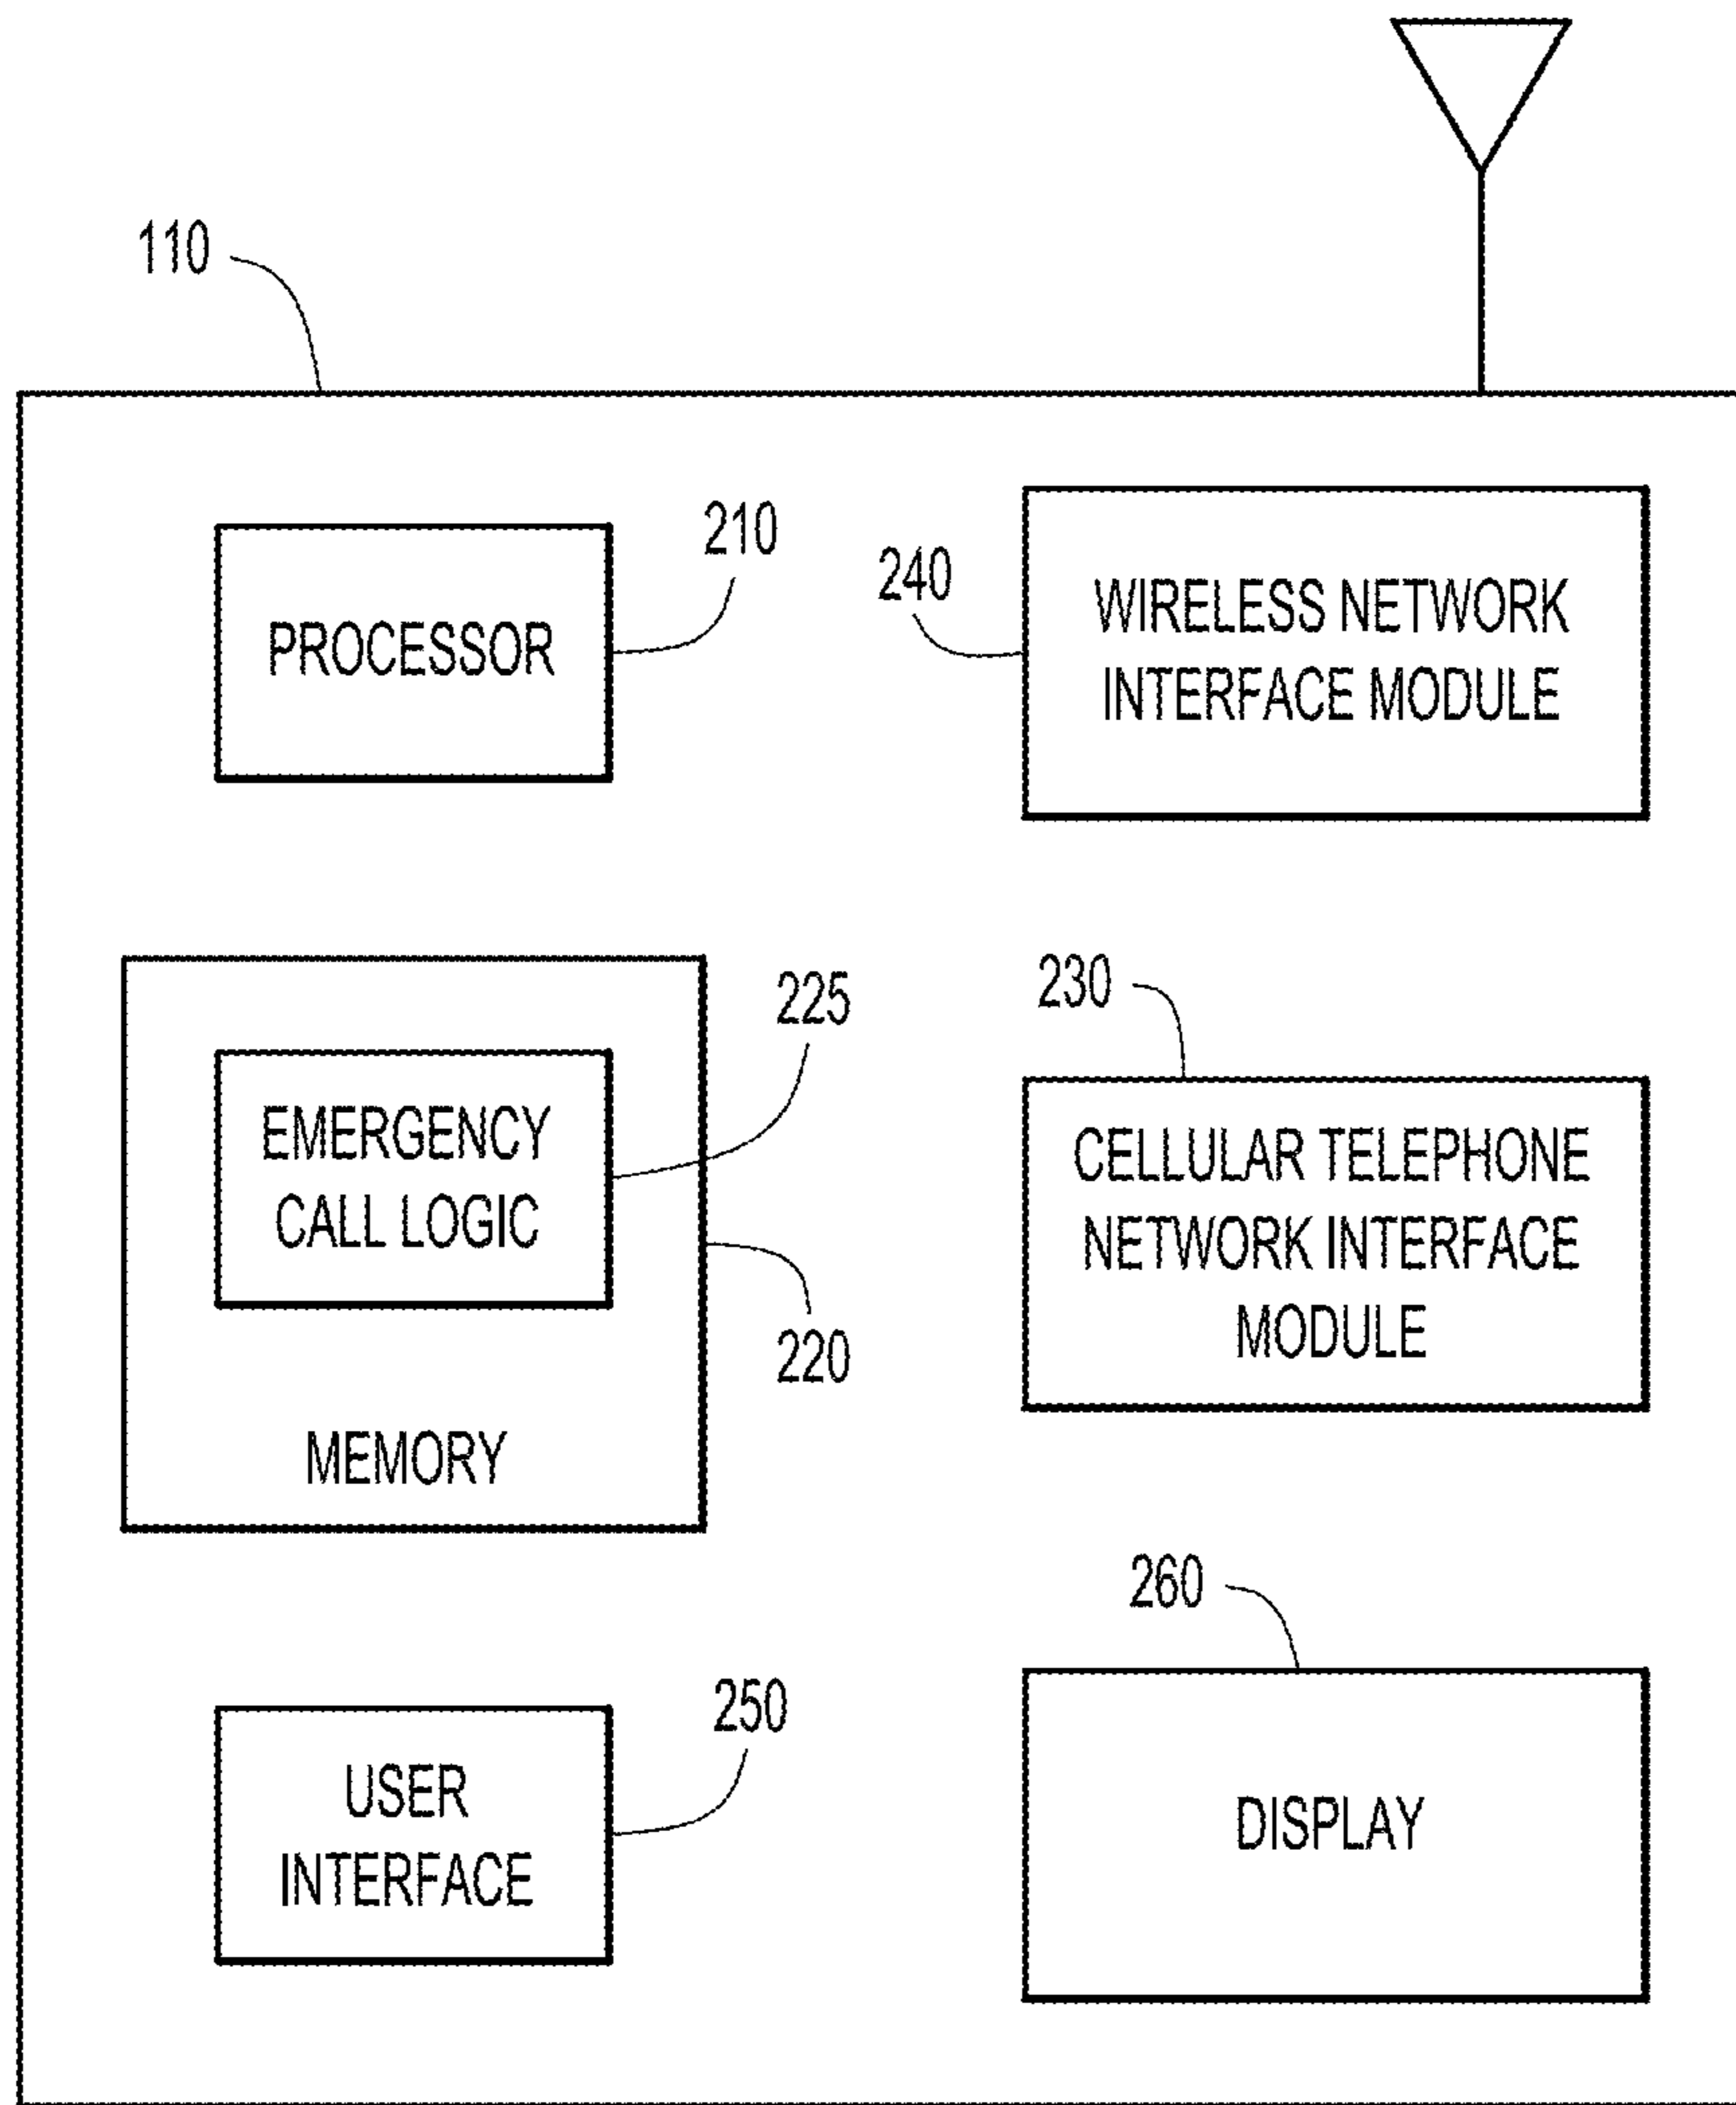 110
210
PROCESSOR
240
WIRELESS NETWORK
INTERFACE MODULE
225
EMERGENCY
CALL LOGIC
220
MEMORY
230
CELLULAR TELEPHONE
NETWORK INTERFACE
MODULE
250
USER
INTERFACE
260
DISPLAY